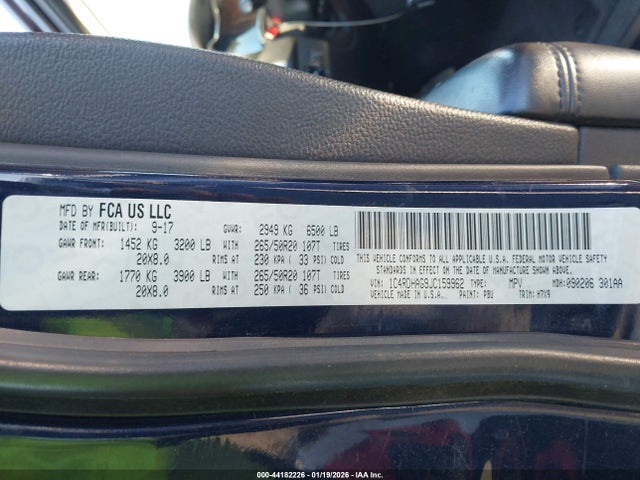 MFD BY FCA US LLC
DATE OF MFR(BUILT): 9-17 GVWR: 2949 KG 6500 LB
GAWR FRONT: 1452 KG 3200 LB WITH 265/50R20 107T TIRES
20X8.0 RIMS AT 230 KPA ( 33 PSI) COLD
GAWR REAR: 1770 KG 3900 LB WITH 265/50R20 107T TIRES
20X8.0 RIMS AT 250 KPA ( 36 PSI) COLD
THIS VEHICLE CONFORMS TO ALL APPLICABLE U.S.A. FEDERAL MOTOR VEHICLE
SAFETY STANDARDS IN EFFECT ON THE DATE OF MANUFACTURE SHOWN ABOVE.
VIN: 1C4RDHAG9JC153962 TYPE: MPV MDH:090206 301AA
VEHICLE MADE IN U.S.A. PAINT: PBU TRIM: H7X9
000-44182226 - 01/19/2026 - IAA Inc.